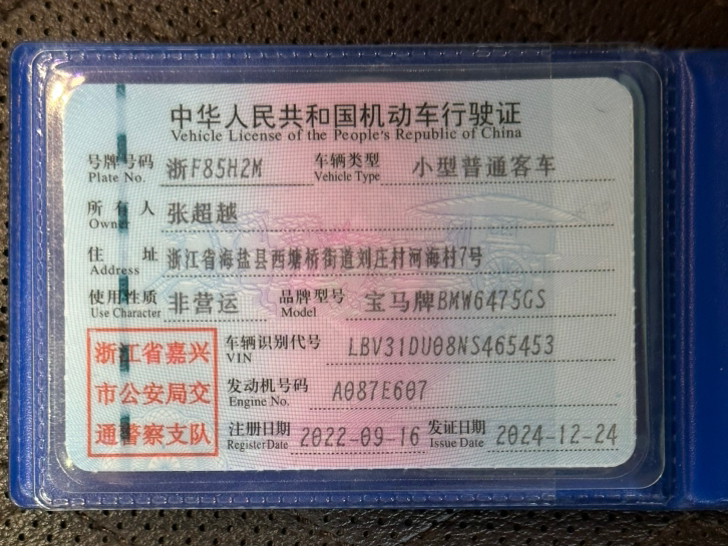 中华人民共和国机动车行驶证
Vehicle License of the People's Republic of China
号牌号码 浙F85H2M 车辆类型 小型普通客车
Plate No. Vehicle Type
所有人 张超越
Owner
住址 浙江省海盐县西塘桥街道刘庄村河海村7号
Address
使用性质 非营运 品牌型号 宝马牌BMW6475GS
Use Character Model
浙江省嘉兴
市公安局交
通警察支队
车辆识别代号 LBV31DU08NS465453
VIN
发动机号码 A087E607
Engine No.
注册日期 2022-09-16 发证日期 2024-12-24
Register Date Issue Date